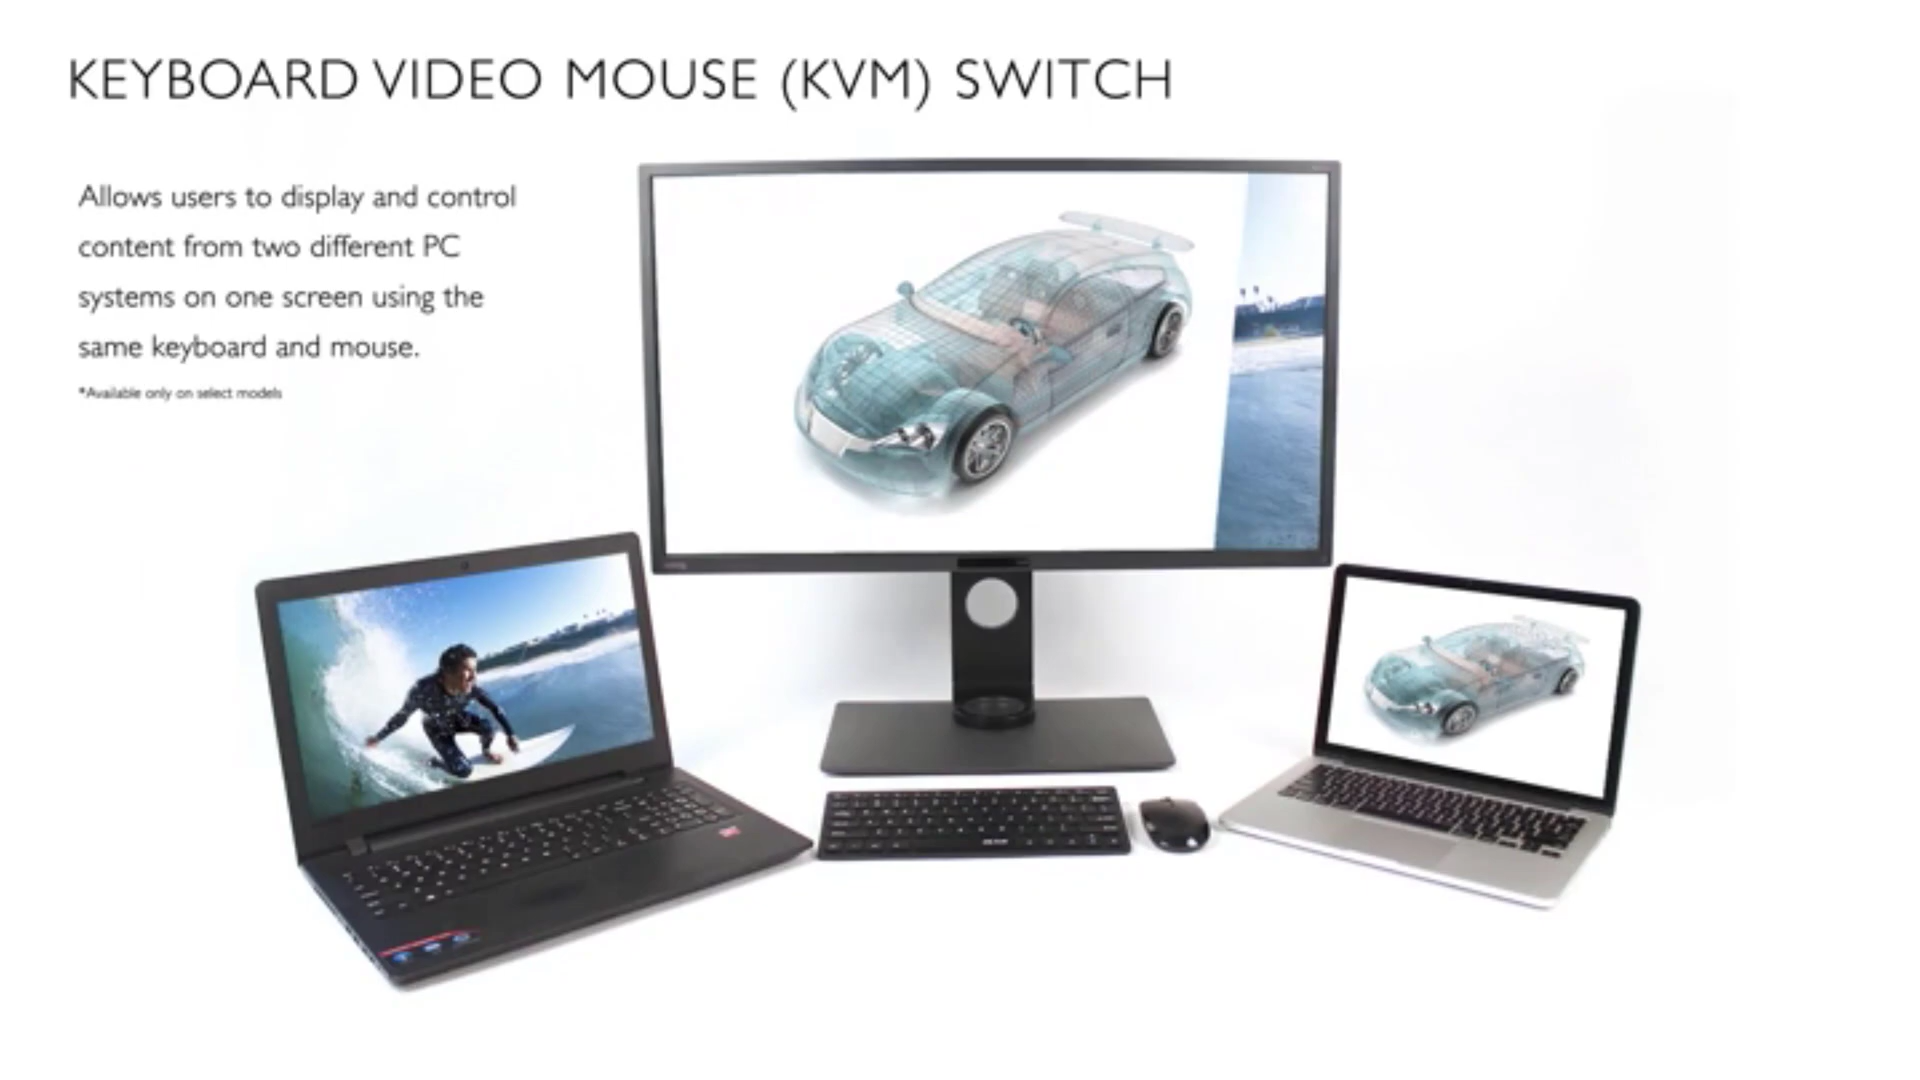 KEYBOARD VIDEO MOUSE (KVM) SWITCH
Allows users to display and control
content from two different PC
systems on one screen using the
same keyboard and mouse.
*Available only on select models